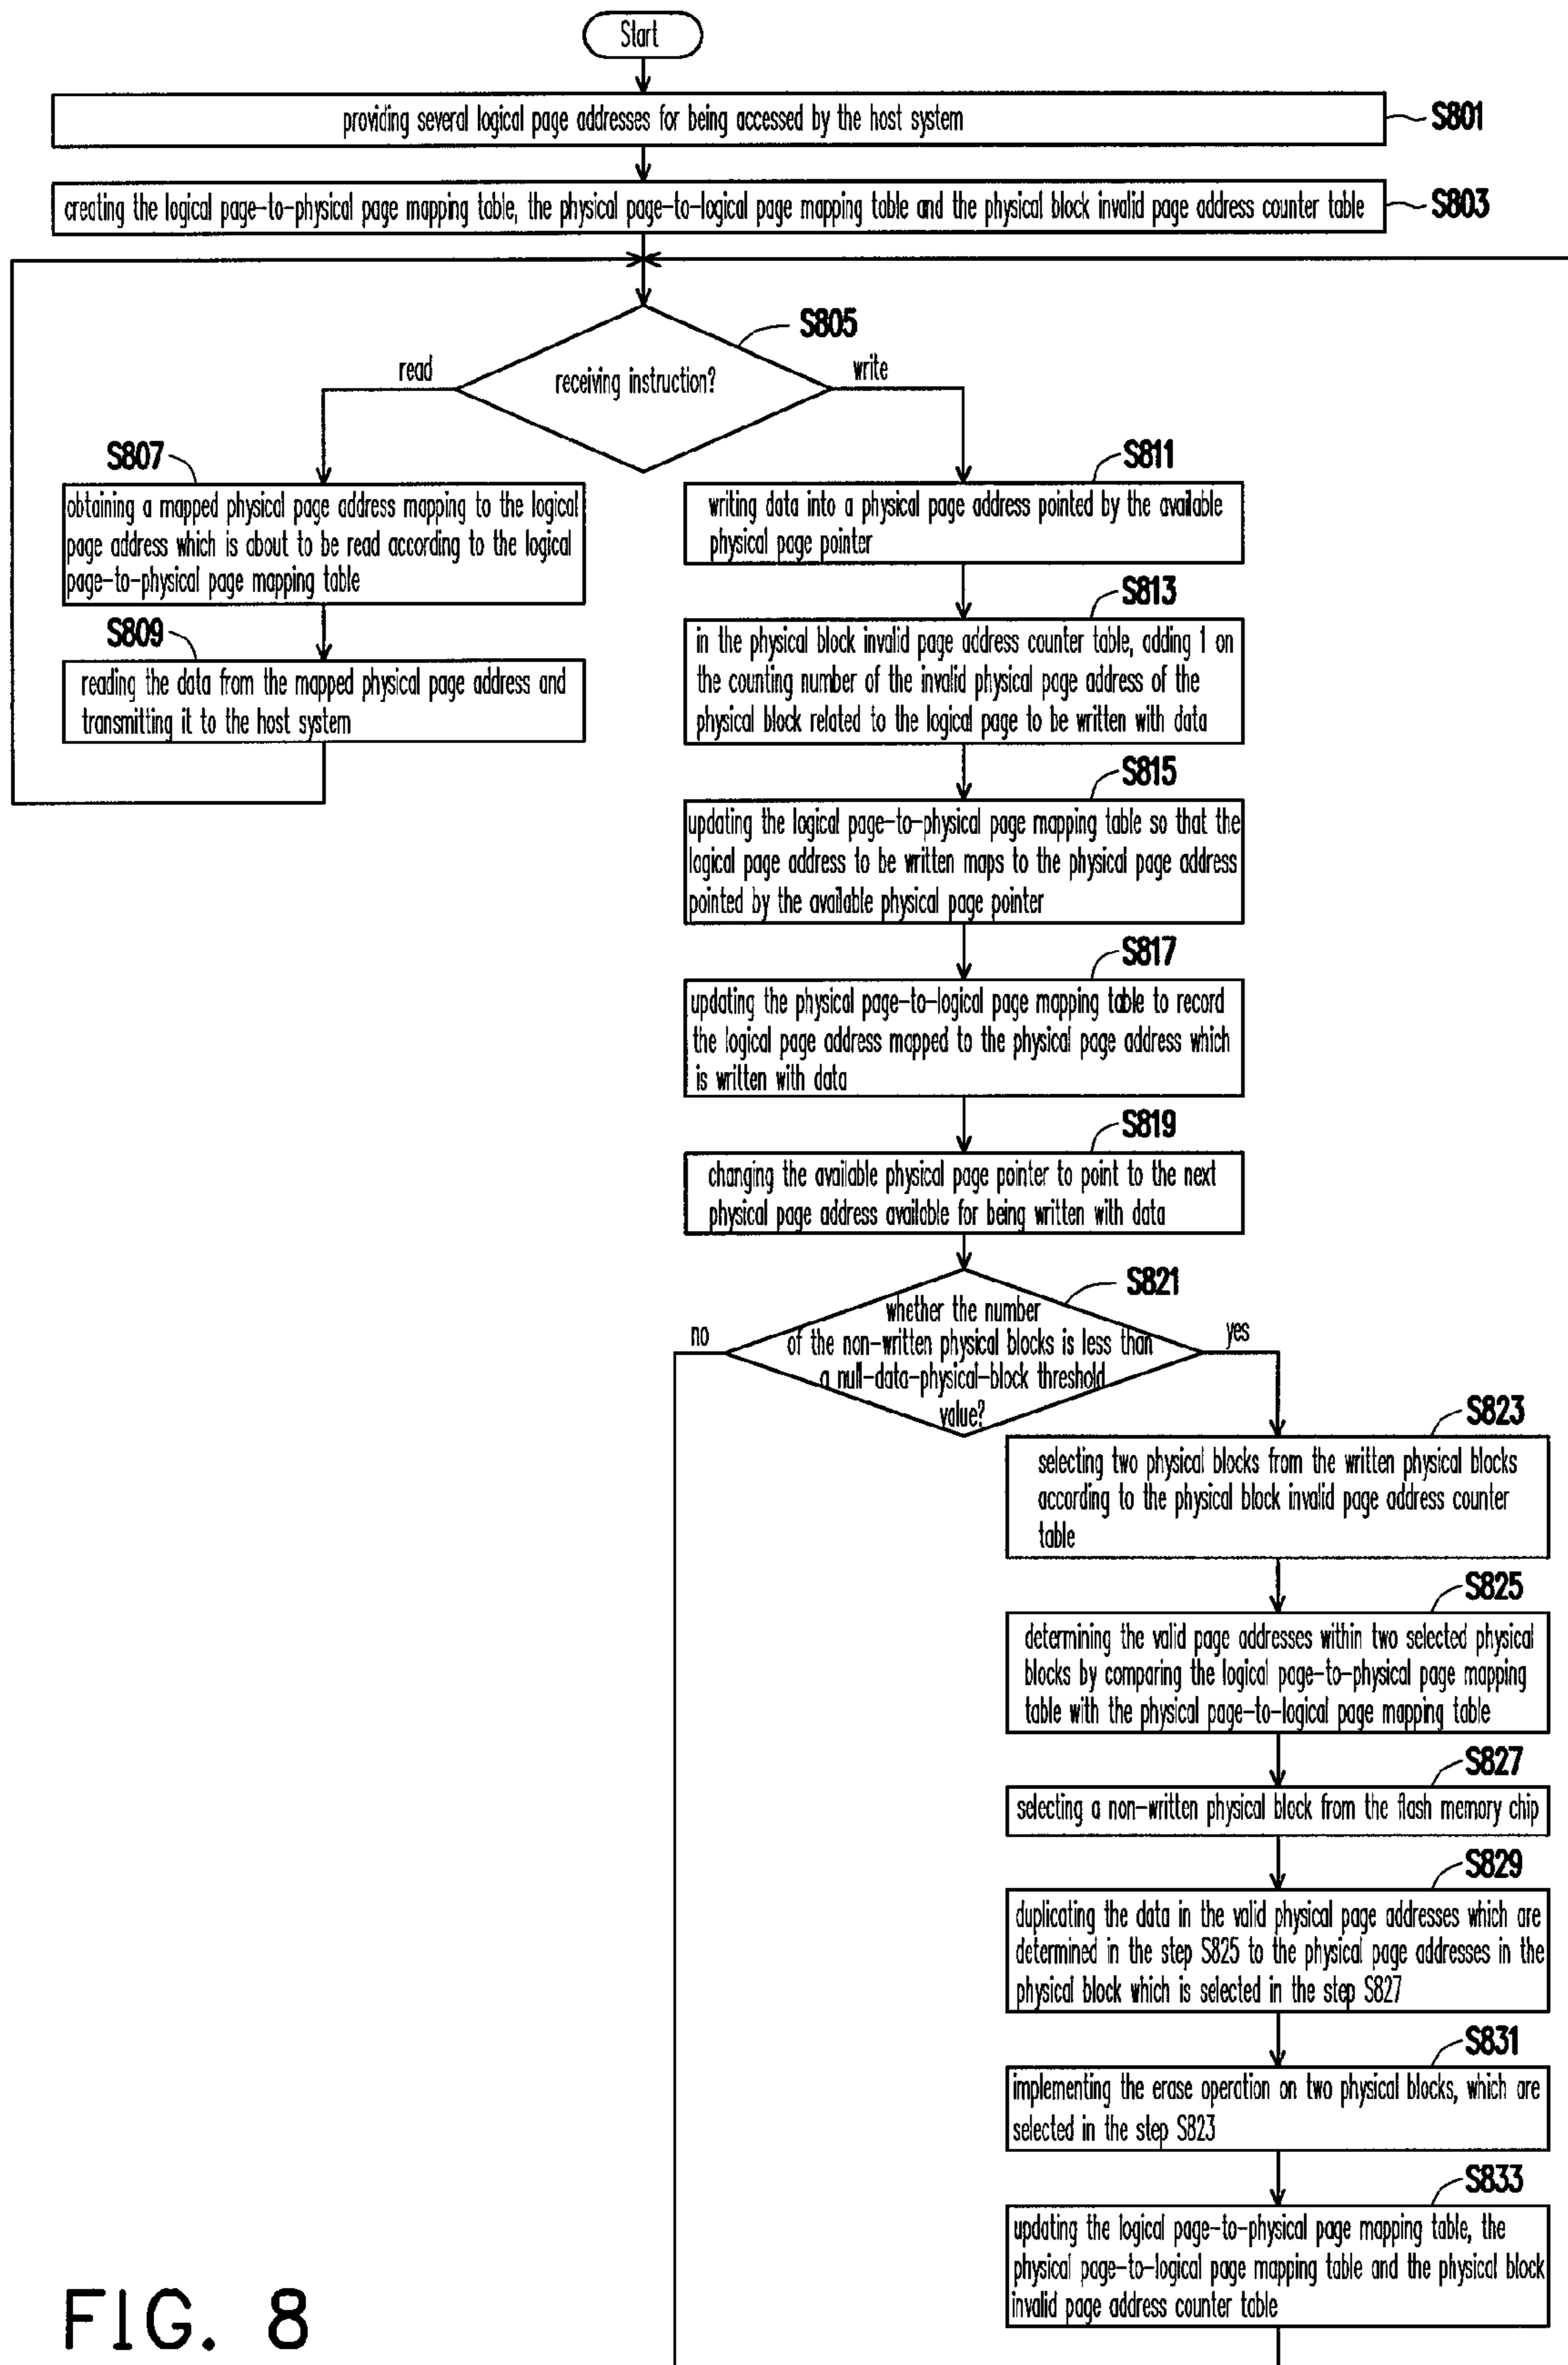 Start
providing several logical page addresses for being accessed by the host system
S801
creating the logical page-to-physical page mapping table, the physical page-to-logical page mapping table and the physical block invalid page address counter table
S803
S805
receiving instruction?
read
write
S807
obtaining a mapped physical page address mapping to the logical
page address which is about to be read according to the logical
page-to-physical page mapping table
S809
reading the data from the mapped physical page address and
transmitting it to the host system
S811
writing data into a physical page address pointed by the available
physical page pointer
S813
in the physical block invalid page address counter table, adding 1 on
the counting number of the invalid physical page address of the
physical block related to the logical page to be written with data
S815
updating the logical page-to-physical page mapping table so that the
logical page address to be written maps to the physical page address
pointed by the available physical page pointer
S817
updating the physical page-to-logical page mapping table to record
the logical page address mapped to the physical page address which
is written with data
S819
changing the available physical page pointer to point to the next
physical page address available for being written with data
S821
whether the number
of the non-written physical blocks is less than
a null-data-physical-block threshold
value?
no
yes
S823
selecting two physical blocks from the written physical blocks
according to the physical block invalid page address counter
table
S825
determining the valid page addresses within two selected physical
blocks by comparing the logical page-to-physical page mapping
table with the physical page-to-logical page mapping table
S827
selecting a non-written physical block from the flash memory chip
S829
duplicating the data in the valid physical page addresses which are
determined in the step S825 to the physical page addresses in the
physical block which is selected in the step S827
S831
implementing the erase operation on two physical blocks, which are
selected in the step S823
S833
updating the logical page-to-physical page mapping table, the
physical page-to-logical page mapping table and the physical block
invalid page address counter table
FIG. 8